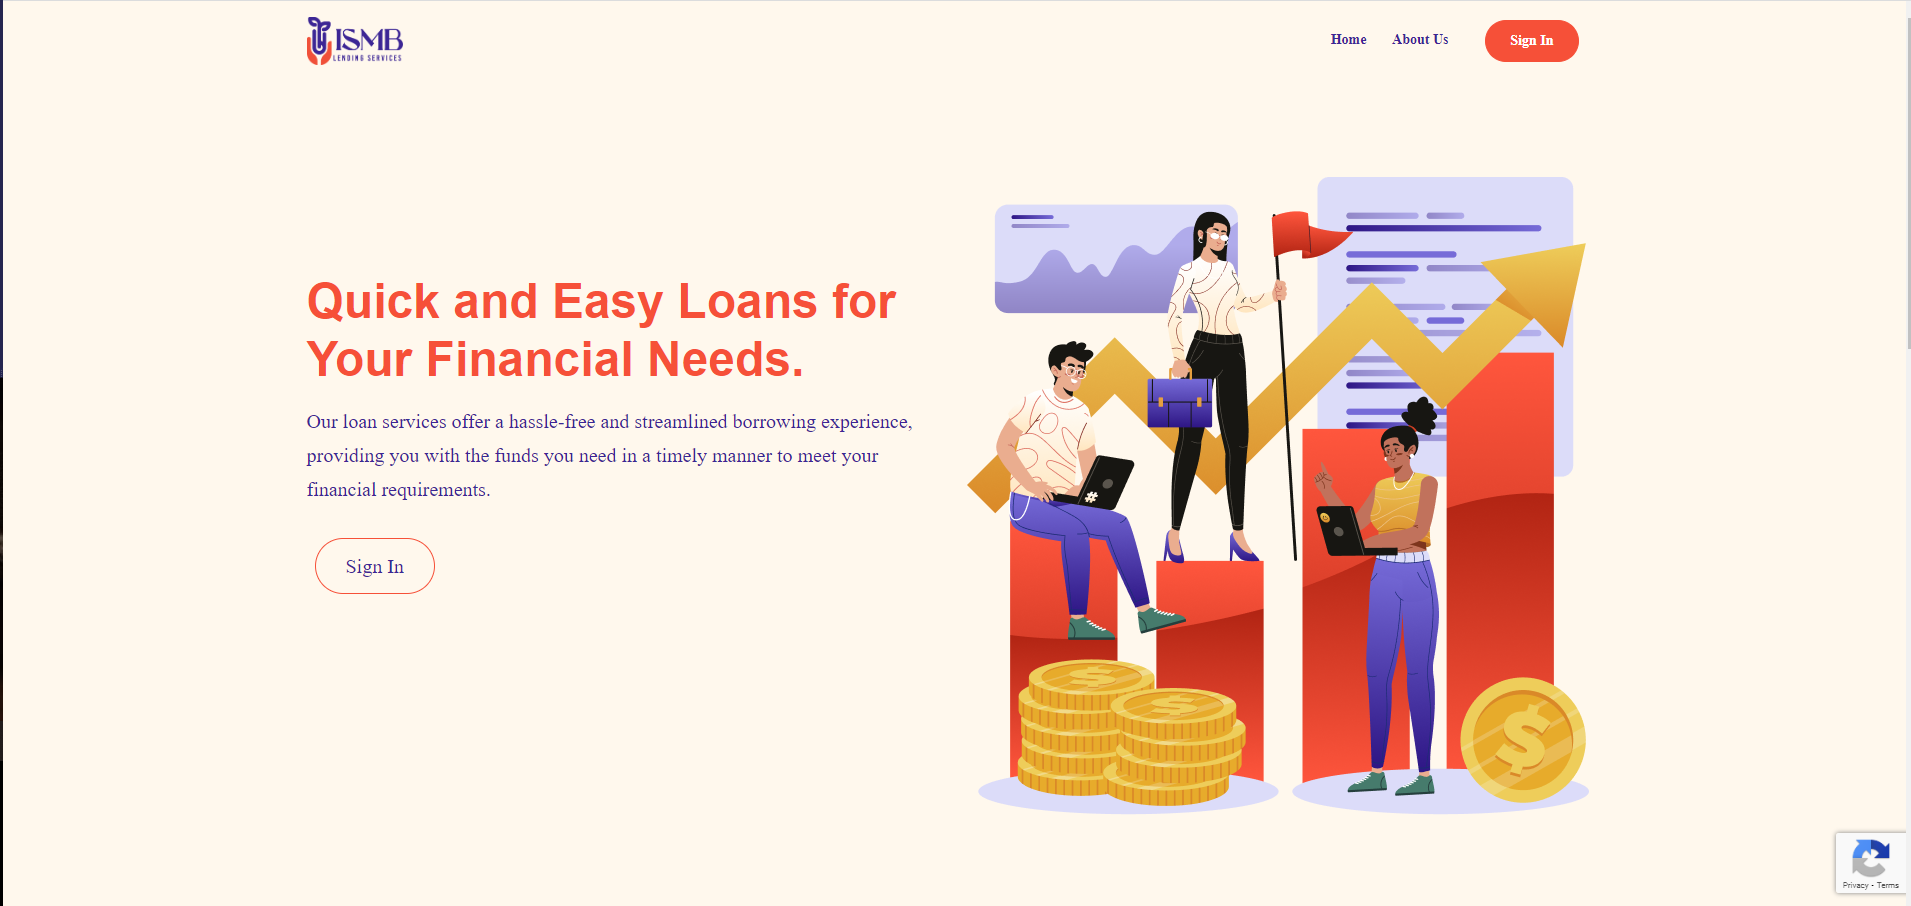 ISMB
LENDING SERVICES
Home
About Us
Sign In
Quick and Easy Loans for
Your Financial Needs.
Our loan services offer a hassle-free and streamlined borrowing experience,
providing you with the funds you need in a timely manner to meet your
financial requirements.
Sign In
$
$
#
$
Privacy - Terms